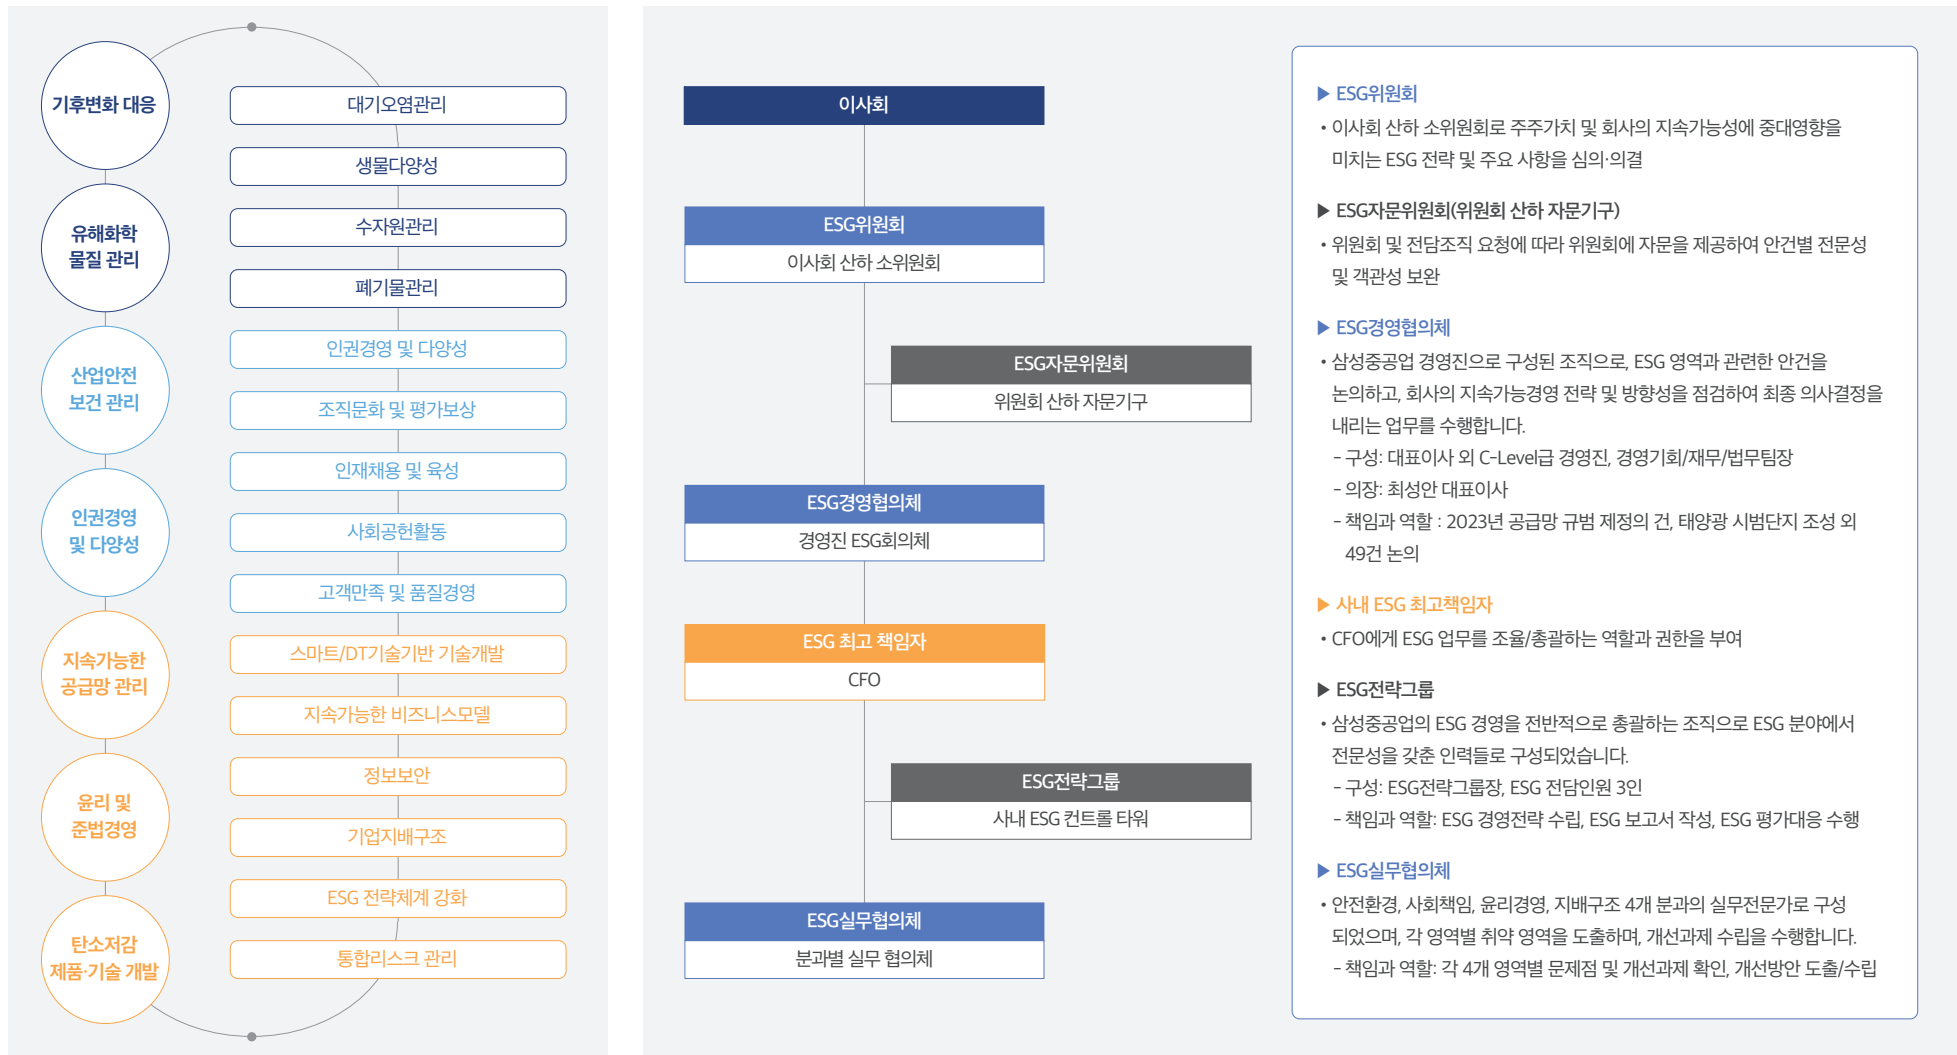 기후변화 대응
유해화학
물질 관리
산업안전
보건 관리
인권경영
및 다양성
지속가능한
공급망 관리
윤리 및
준법경영
탄소저감
제품·기술 개발
대기오염관리
생물다양성
수자원관리
폐기물관리
인권경영 및 다양성
조직문화 및 평가보상
인재채용 및 육성
사회공헌활동
고객만족 및 품질경영
스마트/DT기술기반 기술개발
지속가능한 비즈니스모델
정보보안
기업지배구조
ESG 전략체계 강화
통합리스크 관리
이사회
ESG위원회
이사회 산하 소위원회
ESG자문위원회
위원회 산하 자문기구
ESG경영협의체
경영진 ESG회의체
ESG 최고 책임자
CFO
ESG전략그룹
사내 ESG 컨트롤 타워
ESG실무협의체
분과별 실무 협의체
▶ ESG위원회
• 이사회 산하 소위원회로 주주가치 및 회사의 지속가능성에 중대영향을
미치는 ESG 전략 및 주요 사항을 심의·의결
▶ ESG자문위원회(위원회 산하 자문기구)
• 위원회 및 전담조직 요청에 따라 위원회에 자문을 제공하여 안건별 전문성
및 객관성 보완
▶ ESG경영협의체
• 삼성중공업 경영진으로 구성된 조직으로, ESG 영역과 관련한 안건을
논의하고, 회사의 지속가능경영 전략 및 방향성을 점검하여 최종 의사결정을
내리는 업무를 수행합니다.
- 구성: 대표이사 외 C-Level급 경영진, 경영기회/재무/법무팀장
- 의장: 최성안 대표이사
- 책임과 역할 : 2023년 공급망 규범 제정의 건, 태양광 시범단지 조성 외
49건 논의
▶ 사내 ESG 최고책임자
• CFO에게 ESG 업무를 조율/총괄하는 역할과 권한을 부여
▶ ESG전략그룹
• 삼성중공업의 ESG 경영을 전반적으로 총괄하는 조직으로 ESG 분야에서
전문성을 갖춘 인력들로 구성되었습니다.
- 구성: ESG전략그룹장, ESG 전담인원 3인
- 책임과 역할: ESG 경영전략 수립, ESG 보고서 작성, ESG 평가대응 수행
▶ ESG실무협의체
• 안전환경, 사회책임, 윤리경영, 지배구조 4개 분과의 실무전문가로 구성
되었으며, 각 영역별 취약 영역을 도출하며, 개선과제 수립을 수행합니다.
- 책임과 역할: 각 4개 영역별 문제점 및 개선과제 확인, 개선방안 도출/수립